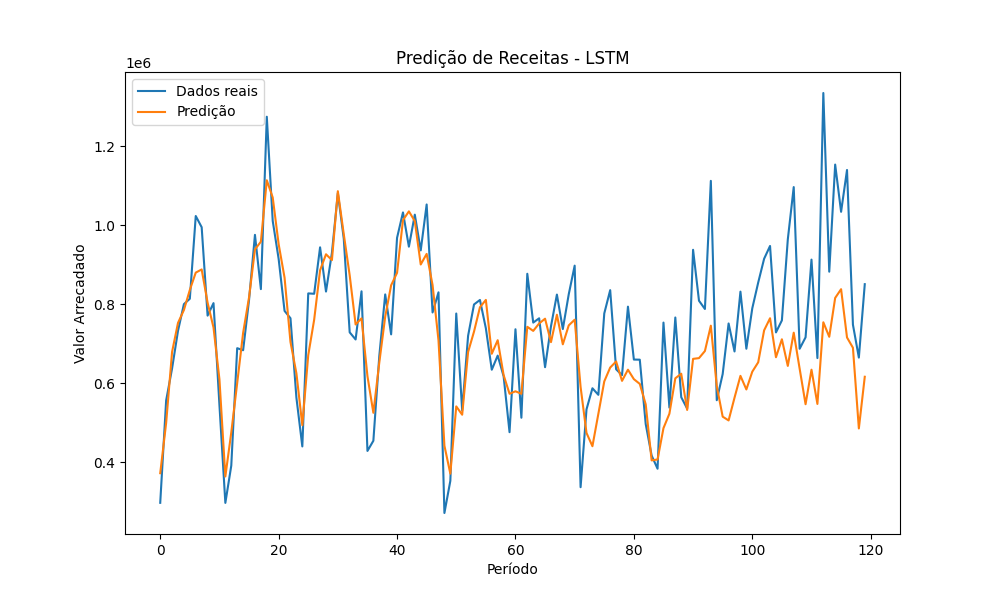 Predição de Receitas - LSTM
1e6
Dados reais
Predição
1.2
1.0
0.8
0.6
0.4
Valor Arrecadado
0 20 40 60 80 100 120
Período